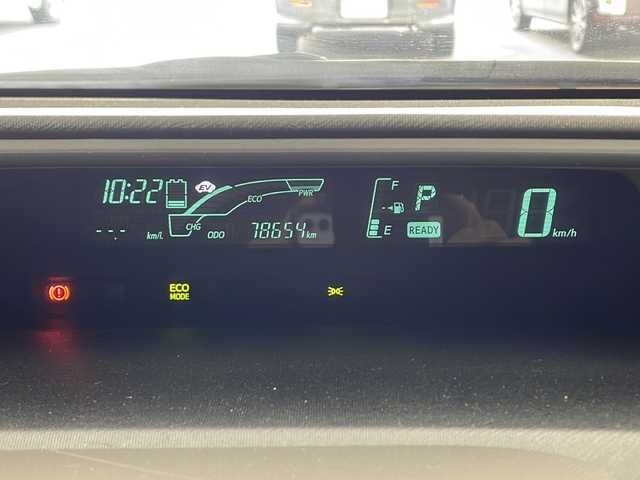 10:22 EV ECO PWR
F P 0 km/h
--- km/L CHG ODO 78654 km
E READY
ECO
MODE